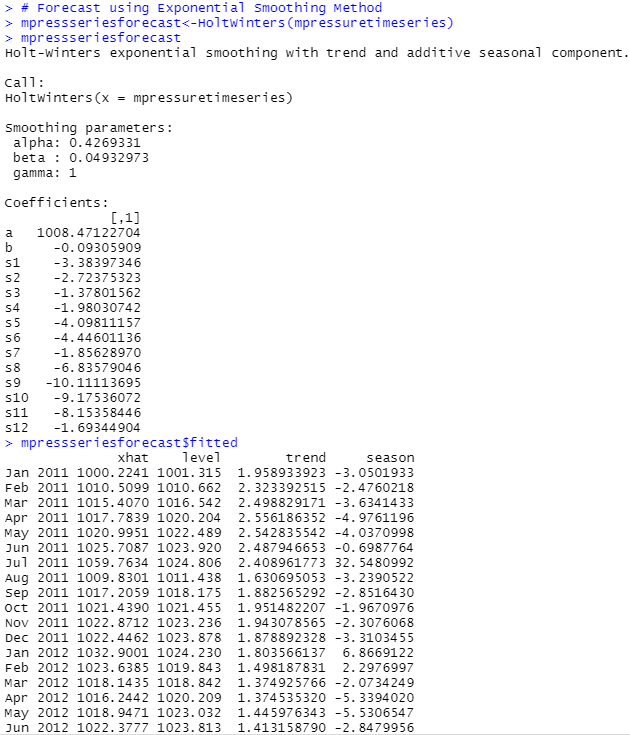 > # Forecast using Exponential Smoothing Method
> mpressseriesforecast<-HoltWinters(mpressuretimeseries)
> mpressseriesforecast
Holt-Winters exponential smoothing with trend and additive seasonal component.
Call:
HoltWinters(x = mpressuretimeseries)
Smoothing parameters:
alpha: 0.4269331
beta : 0.04932973
gamma: 1
Coefficients:
[,1]
a 1008.47122704
b -0.09305909
s1 -3.38397346
s2 -2.72375323
s3 -1.37801562
s4 -1.98030742
s5 -4.09811157
s6 -4.44601136
s7 -1.85628970
s8 -6.83579046
s9 -10.11113695
s10 -9.17536072
s11 -8.15358446
s12 -1.69344904
> mpressseriesforecast$fitted
xhat level trend season
Jan 2011 1000.2241 1001.315 1.958933923 -3.0501933
Feb 2011 1010.5099 1010.662 2.323392515 -2.4760218
Mar 2011 1015.4070 1016.542 2.498829171 -3.6341433
Apr 2011 1017.7839 1020.204 2.556186352 -4.9761196
May 2011 1020.9951 1022.489 2.542835542 -4.0370998
Jun 2011 1025.7087 1023.920 2.487946653 -0.6987764
Jul 2011 1059.7634 1024.806 2.408961773 32.5480992
Aug 2011 1009.8301 1011.438 1.630695053 -3.2390522
Sep 2011 1017.2059 1018.175 1.882565292 -2.8516430
Oct 2011 1021.4390 1021.455 1.951482207 -1.9670976
Nov 2011 1022.8712 1023.236 1.943078565 -2.3076068
Dec 2011 1022.4462 1023.878 1.878892328 -3.3103455
Jan 2012 1032.9001 1024.230 1.803566137 6.8669122
Feb 2012 1023.6385 1019.843 1.498187831 2.2976997
Mar 2012 1018.1435 1018.842 1.374925766 -2.0734249
Apr 2012 1016.2442 1020.209 1.374535320 -5.3394020
May 2012 1018.9471 1023.032 1.445976343 -5.5306547
Jun 2012 1022.3777 1023.813 1.413158790 -2.8479956